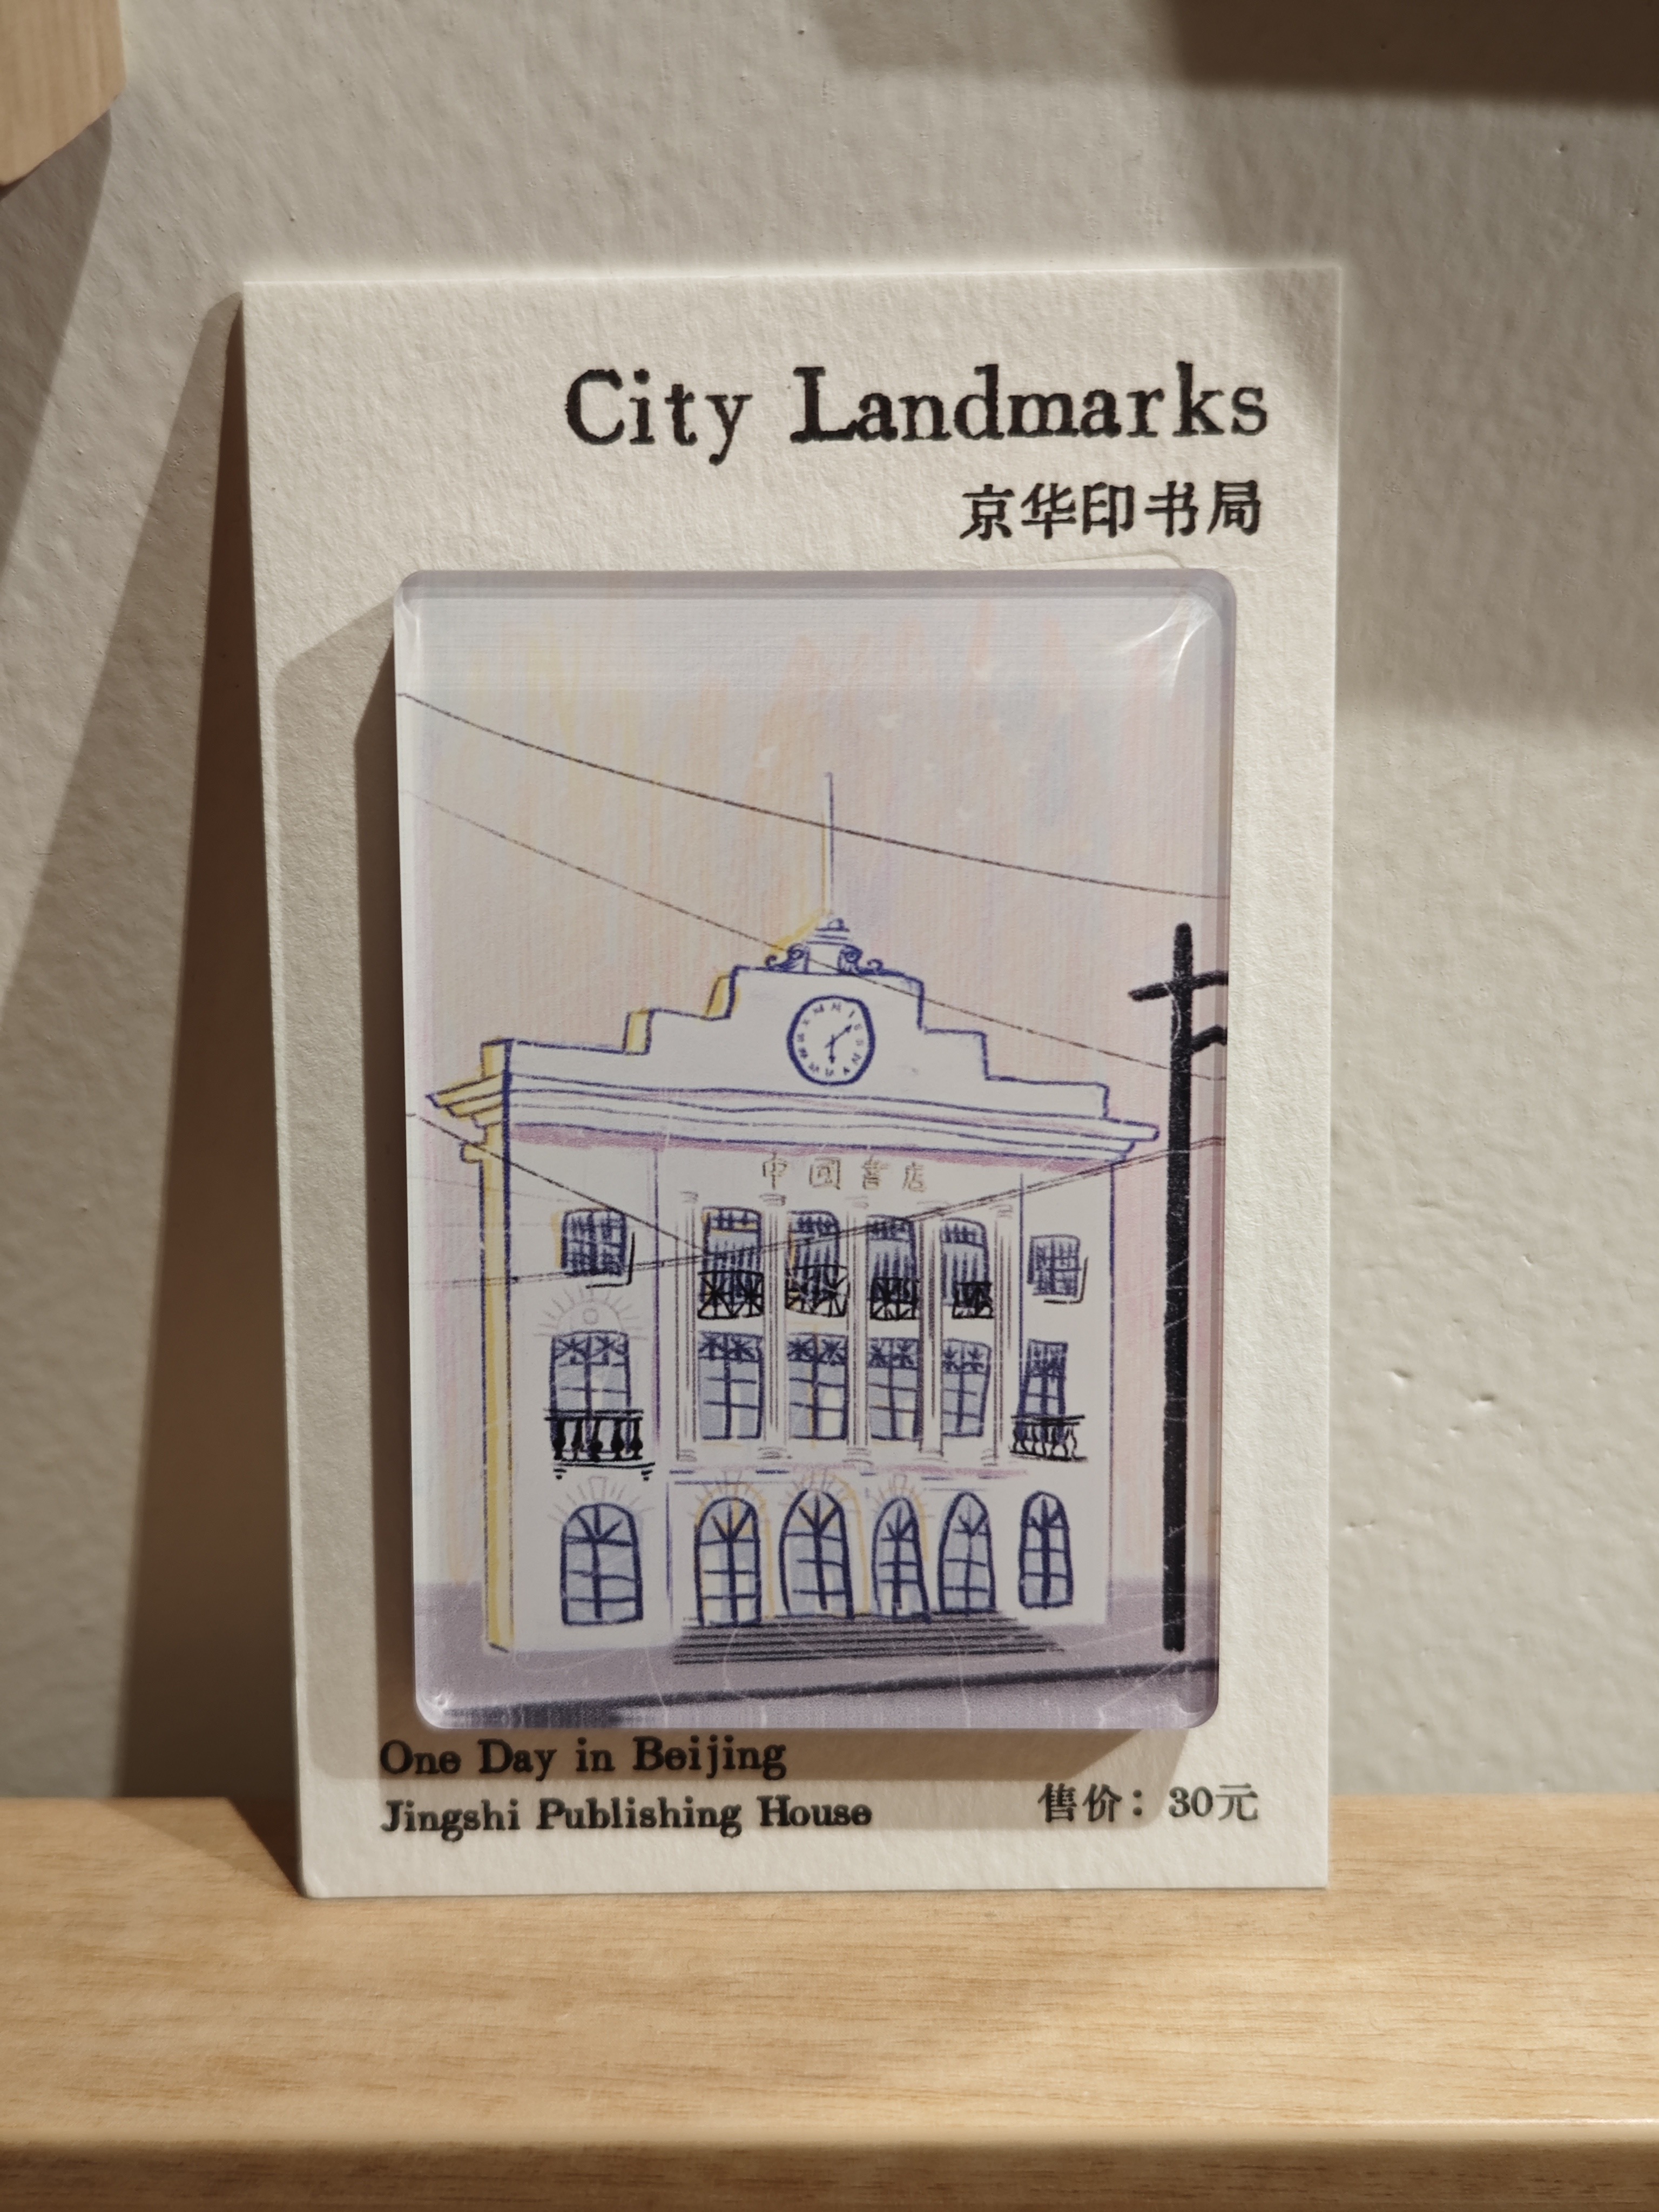 City Landmarks
京华印书局
中國書店
One Day in Beijing
Jingshi Publishing House
售价：30元